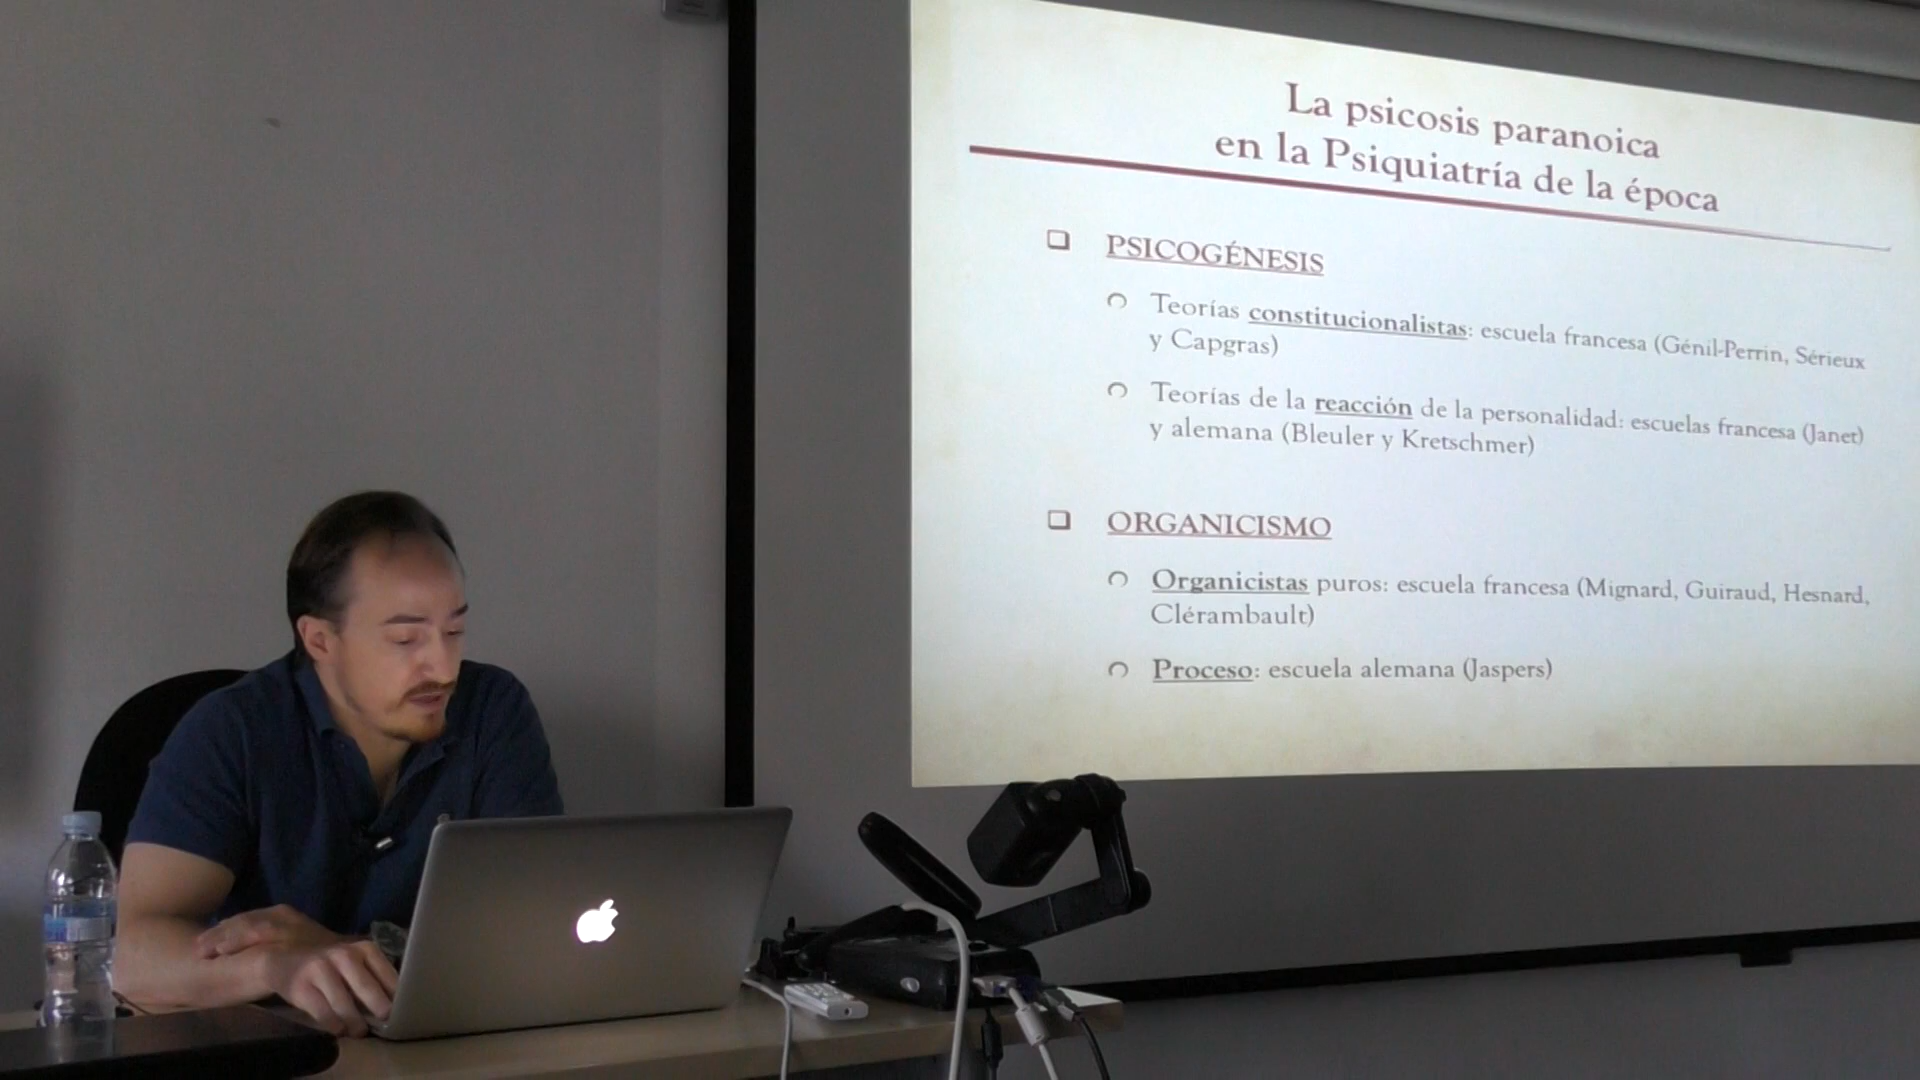 La psicosis paranoica
en la Psiquiatría de la época
PSICOGÉNESIS
Teorías constitucionalistas: escuela francesa (Génil-Perrin, Sérieux
y Capgras)
Teorías de la reacción de la personalidad: escuelas francesa (Janet)
y alemana (Bleuler y Kretschmer)
ORGANICISMO
Organicistas puros: escuela francesa (Mignard, Guiraud, Hesnard,
Clérambault)
Proceso: escuela alemana (Jaspers)